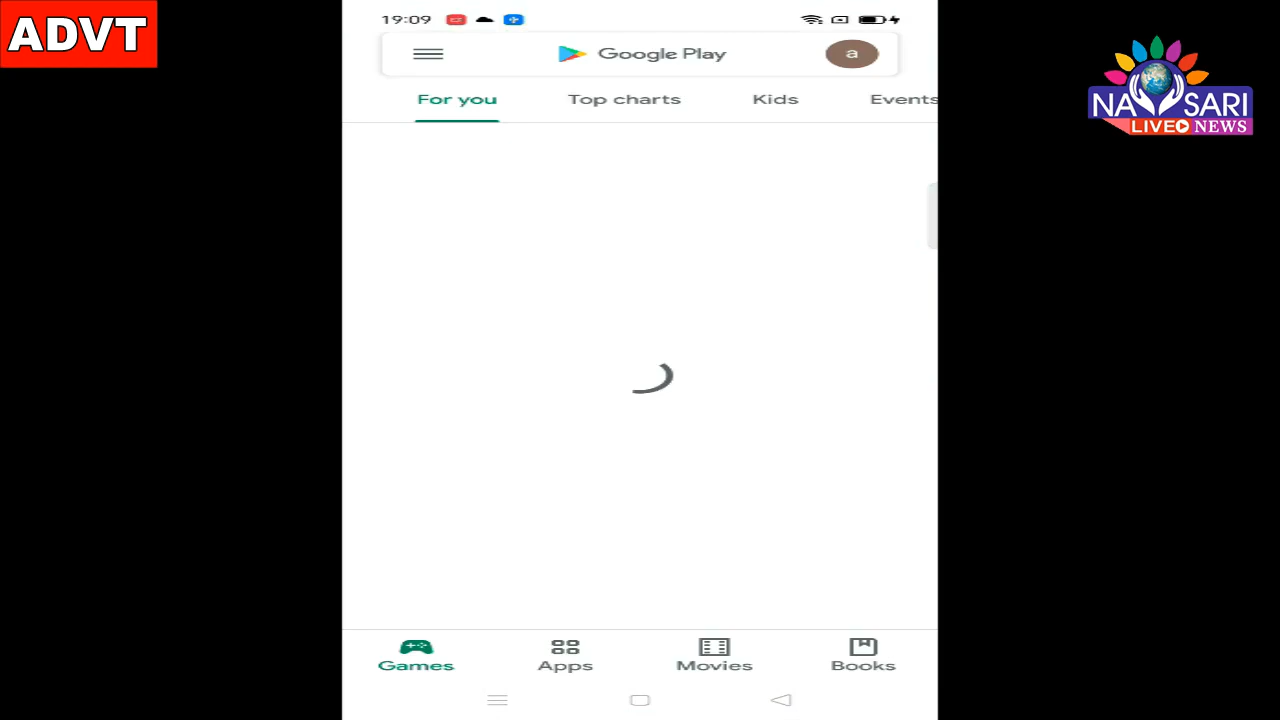 ADVT
19:09
Google Play
a
For you
Top charts
Kids
Events
NAVSARI
LIVE NEWS
Games
Apps
Movies
Books